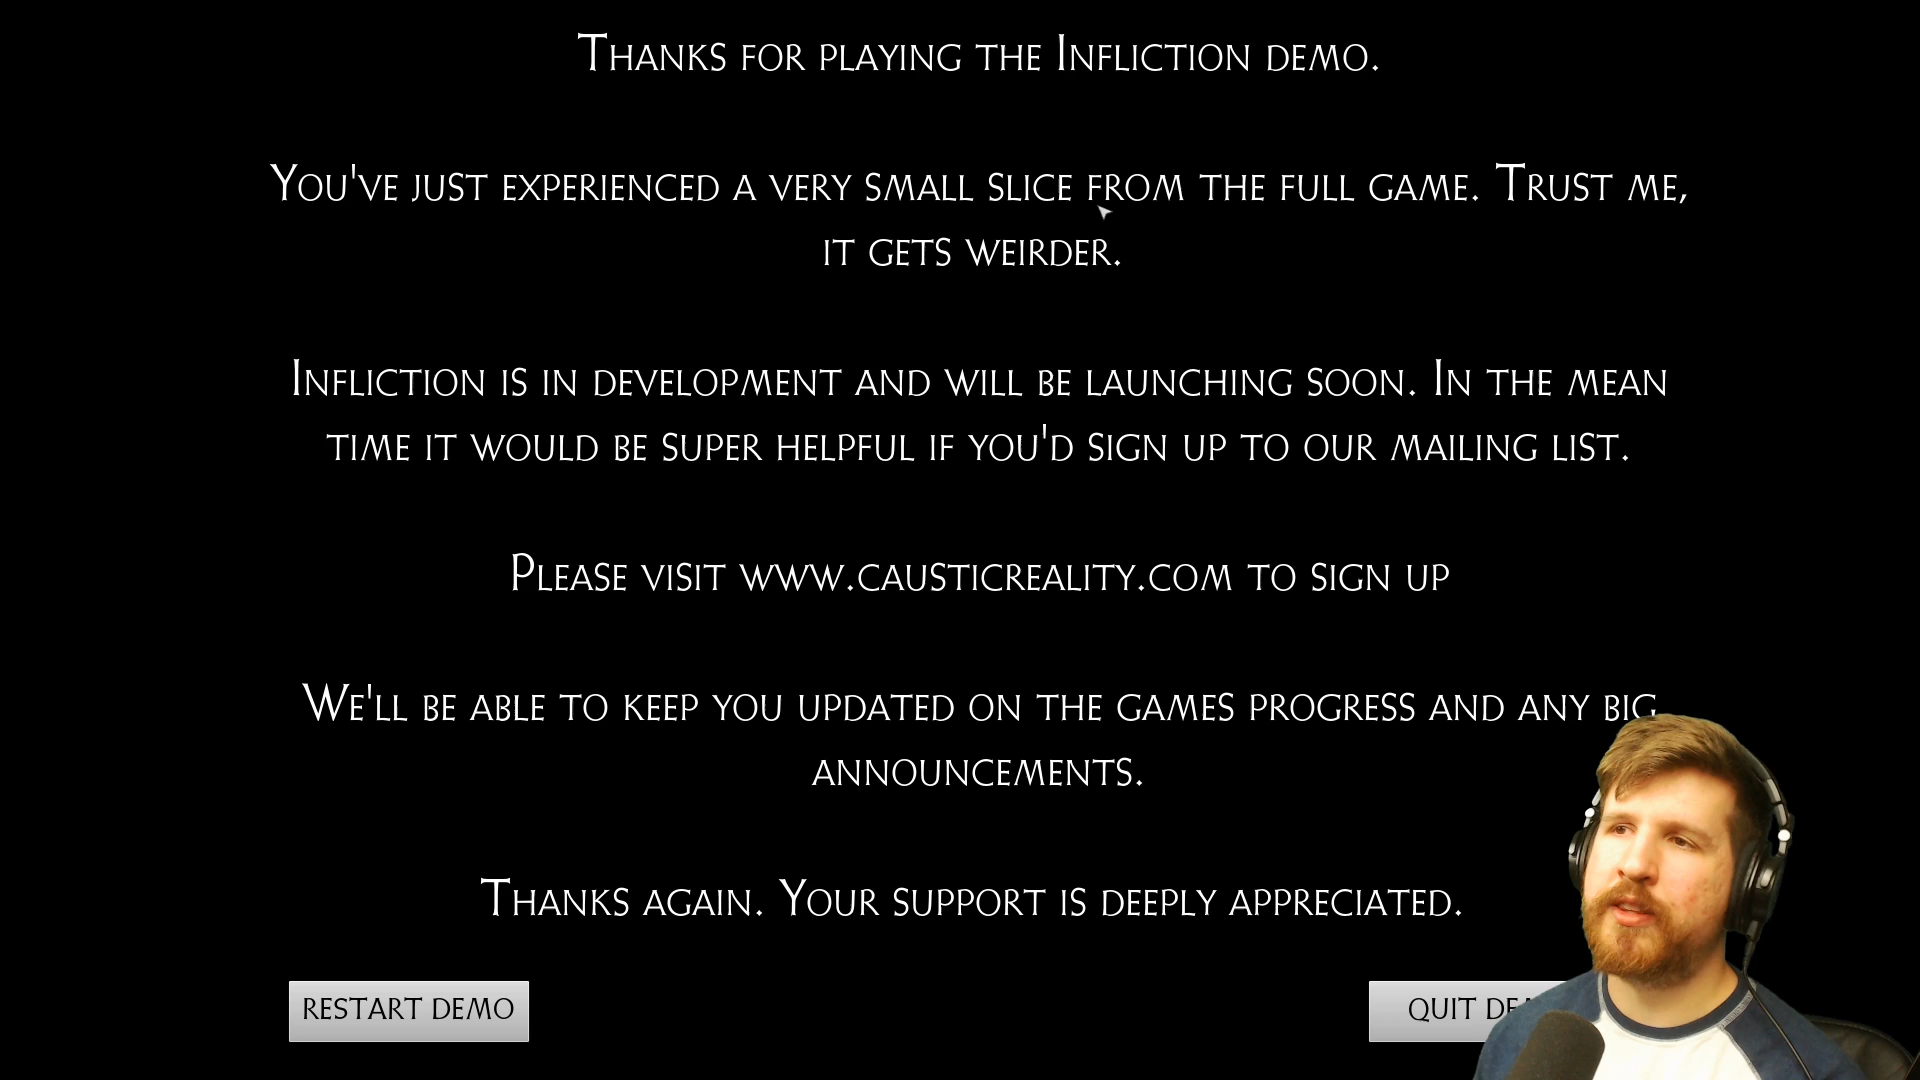 Thanks for playing the Infliction demo.
You've just experienced a very small slice from the full game. Trust me,
it gets weirder.
Infliction is in development and will be launching soon. In the mean
time it would be super helpful if you'd sign up to our mailing list.
Please visit www.causticreality.com to sign up
We'll be able to keep you updated on the games progress and any big
announcements.
Thanks again. Your support is deeply appreciated.
RESTART DEMO
QUIT